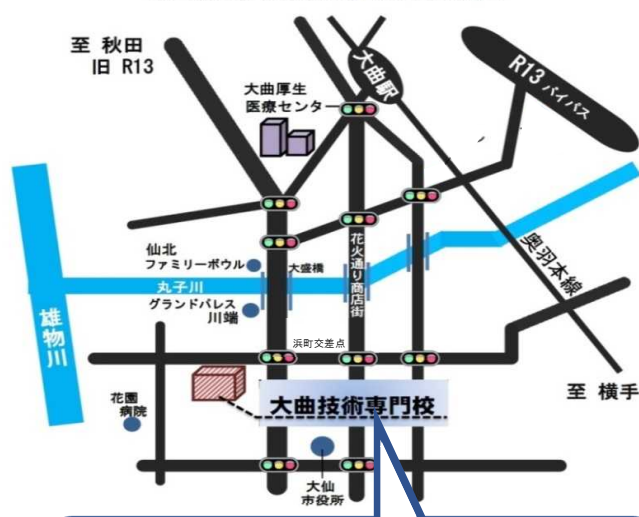 至 秋田
旧 R13
大曲駅
R13 バイパス
大曲厚生
医療センター
仙北
ファミリーボウル
大盛橋
花火通り商店街
奥羽本線
丸子川
グランドパレス
川端
雄物川
浜町交差点
至 横手
花園
病院
大曲技術専門校
大仙
市役所